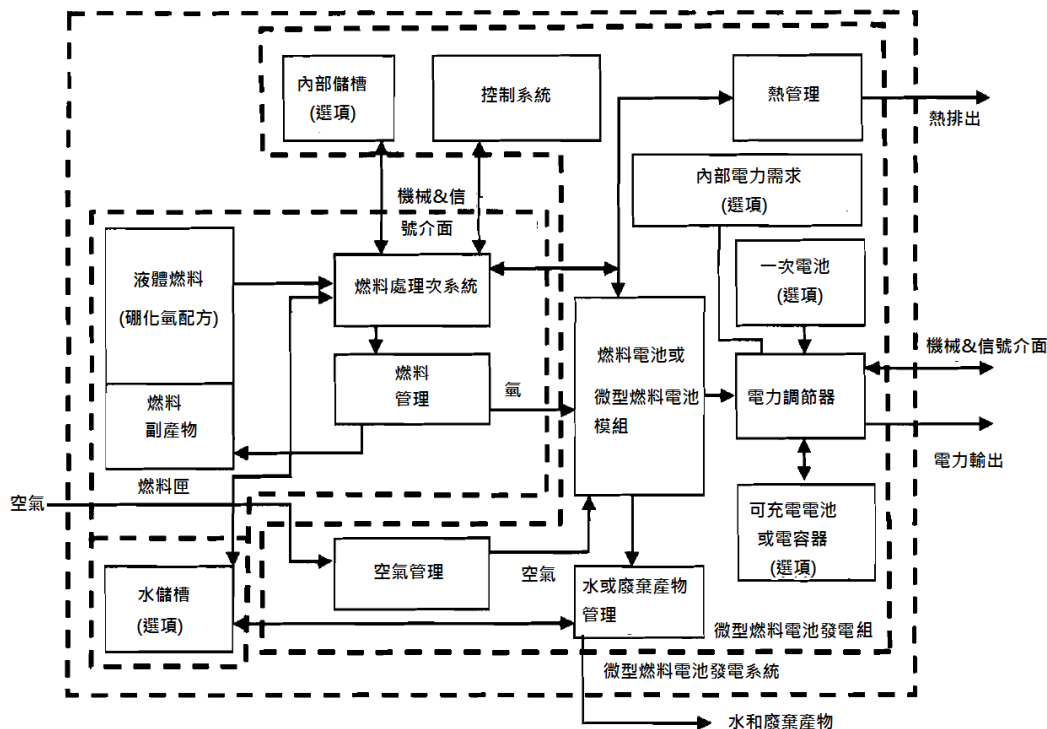 內部儲槽
(選項)
控制系統
熱管理
熱排出
內部電力需求
(選項)
機械&信
號介面
液體燃料
(硼化氫配方)
燃料處理次系統
一次電池
(選項)
燃料
管理
氫
燃料電池或
微型燃料電池
模組
電力調節器
機械&信號介面
電力輸出
燃料
副產物
燃料匣
空氣
空氣管理
空氣
可充電電池
或電容器
(選項)
水儲槽
(選項)
水或廢棄產物
管理
微型燃料電池發電組
微型燃料電池發電系統
水和廢棄產物